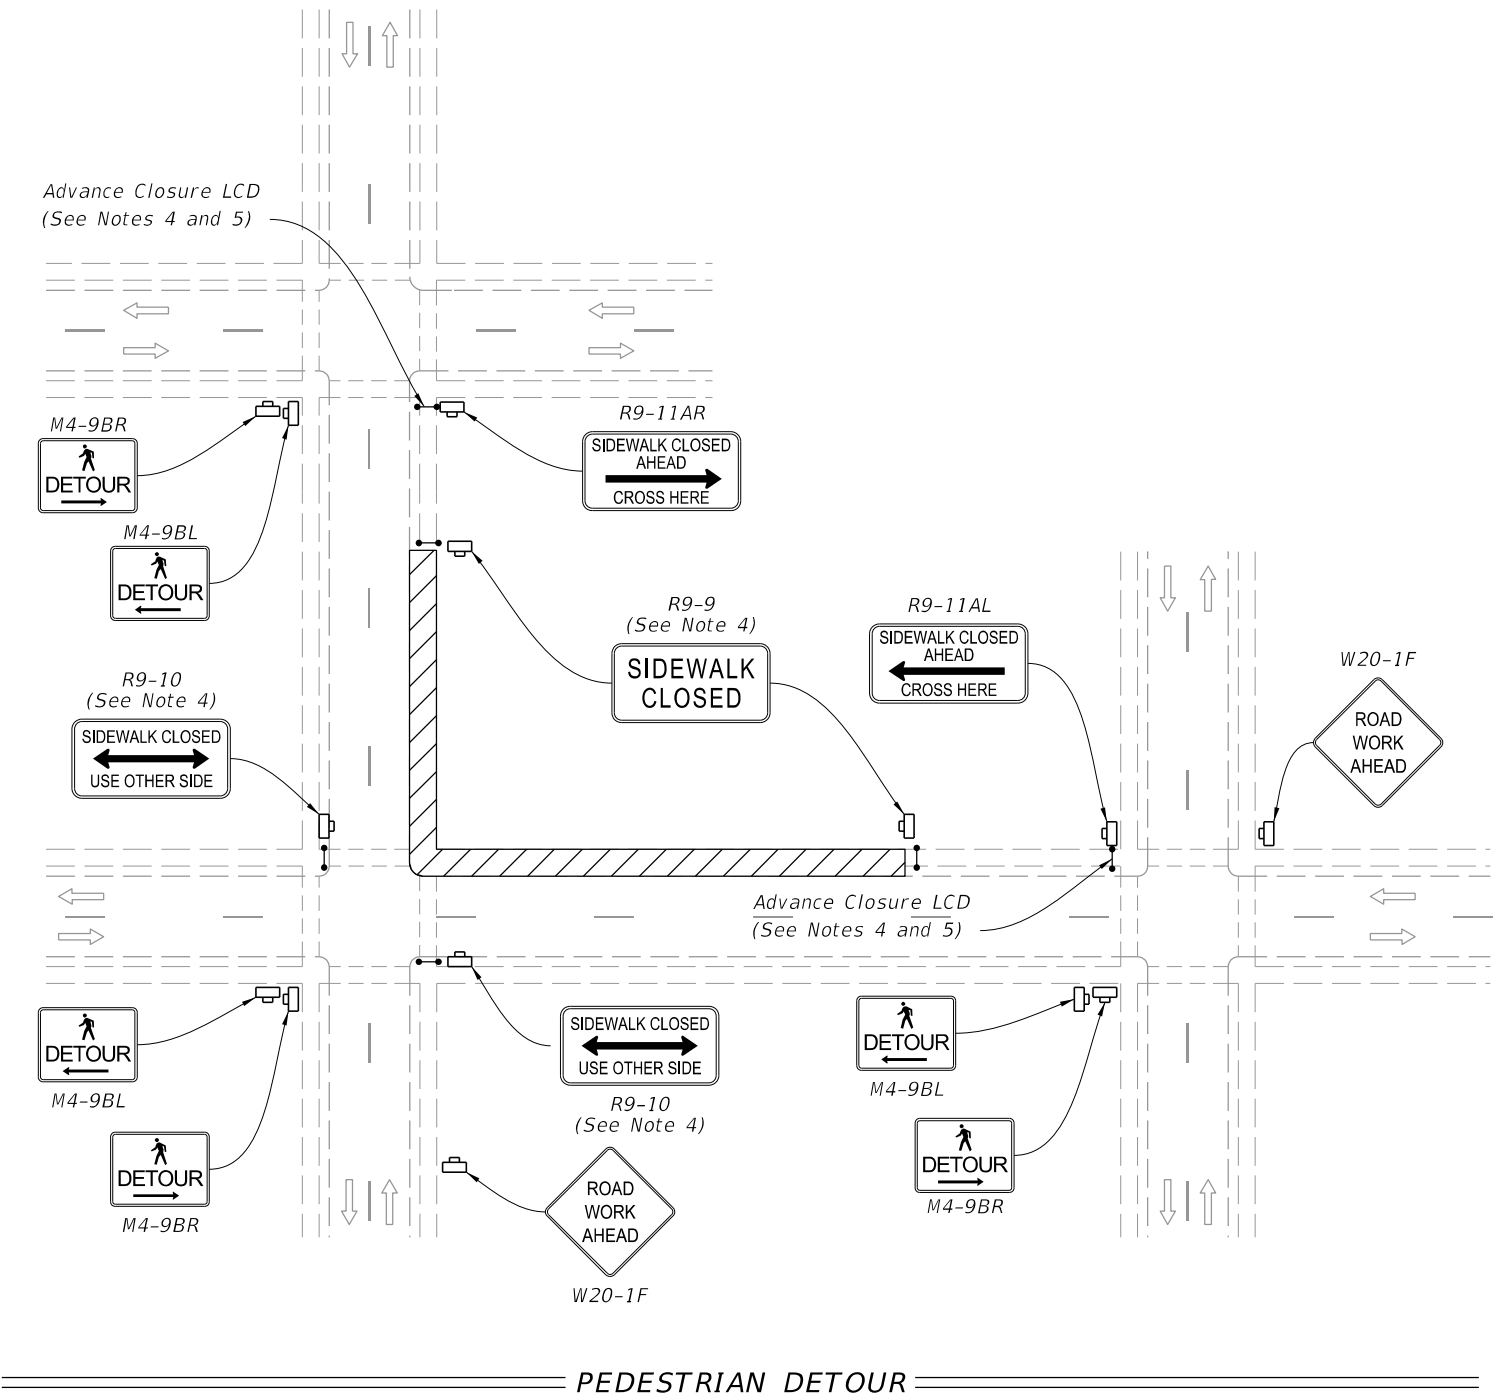 Advance Closure LCD
(See Notes 4 and 5)
M4-9BR
DETOUR
M4-9BL
DETOUR
R9-11AR
SIDEWALK CLOSED
AHEAD
CROSS HERE
R9-9
(See Note 4)
SIDEWALK
CLOSED
R9-11AL
SIDEWALK CLOSED
AHEAD
CROSS HERE
W20-1F
ROAD
WORK
AHEAD
R9-10
(See Note 4)
SIDEWALK CLOSED
USE OTHER SIDE
Advance Closure LCD
(See Notes 4 and 5)
DETOUR
M4-9BL
DETOUR
M4-9BR
SIDEWALK CLOSED
USE OTHER SIDE
R9-10
(See Note 4)
ROAD
WORK
AHEAD
W20-1F
DETOUR
M4-9BL
DETOUR
M4-9BR
PEDESTRIAN DETOUR